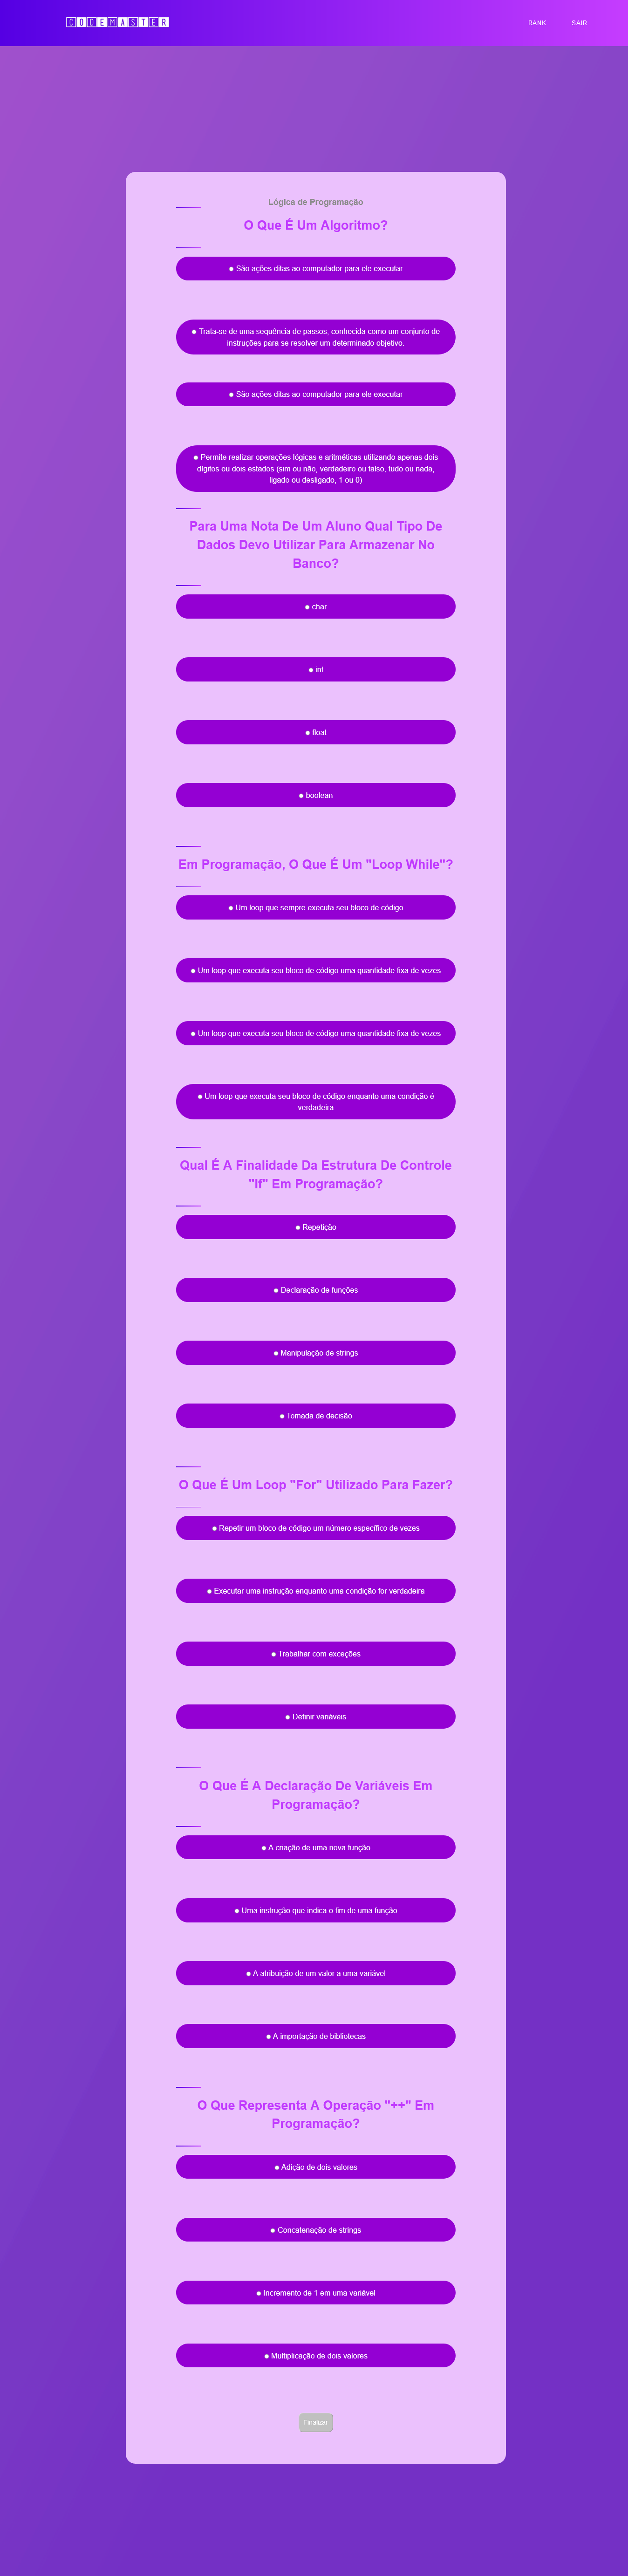 CODEMASTER
RANK
SAIR
Lógica de Programação
O Que É Um Algoritmo?
São ações ditas ao computador para ele executar
Trata-se de uma sequência de passos, conhecida como um conjunto de
instruções para se resolver um determinado objetivo.
São ações ditas ao computador para ele executar
Permite realizar operações lógicas e aritméticas utilizando apenas dois
dígitos ou dois estados (sim ou não, verdadeiro ou falso, tudo ou nada,
ligado ou desligado, 1 ou 0)
Para Uma Nota De Um Aluno Qual Tipo De
Dados Devo Utilizar Para Armazenar No
Banco?
char
int
float
boolean
Em Programação, O Que É Um "Loop While"?
Um loop que sempre executa seu bloco de código
Um loop que executa seu bloco de código uma quantidade fixa de vezes
Um loop que executa seu bloco de código uma quantidade fixa de vezes
Um loop que executa seu bloco de código enquanto uma condição é
verdadeira
Qual É A Finalidade Da Estrutura De Controle
"If" Em Programação?
Repetição
Declaração de funções
Manipulação de strings
Tomada de decisão
O Que É Um Loop "For" Utilizado Para Fazer?
Repetir um bloco de código um número específico de vezes
Executar uma instrução enquanto uma condição for verdadeira
Trabalhar com exceções
Definir variáveis
O Que É A Declaração De Variáveis Em
Programação?
A criação de uma nova função
Uma instrução que indica o fim de uma função
A atribuição de um valor a uma variável
A importação de bibliotecas
O Que Representa A Operação "++" Em
Programação?
Adição de dois valores
Concatenação de strings
Incremento de 1 em uma variável
Multiplicação de dois valores
Finalizar